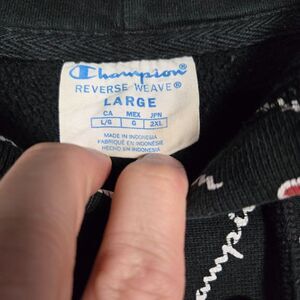 Champion®
REVERSE WEAVE®
LARGE
CA MEX JPN
L/G G 2XL
MADE IN INDONESIA
FABRIQUÉ EN INDONÉSIE
HECHO EN INDONESIA